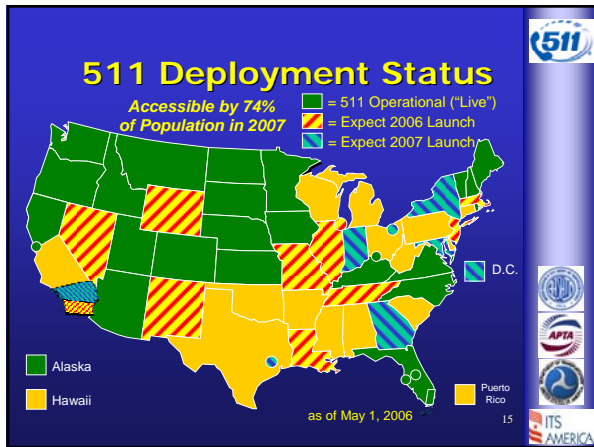 511
511 Deployment Status
Accessible by 74%
of Population in 2007
= 511 Operational ("Live")
= Expect 2006 Launch
= Expect 2007 Launch
D.C.
Alaska
Hawaii
Puerto
Rico
as of May 1, 2006
15
APTA
ITS
AMERICA